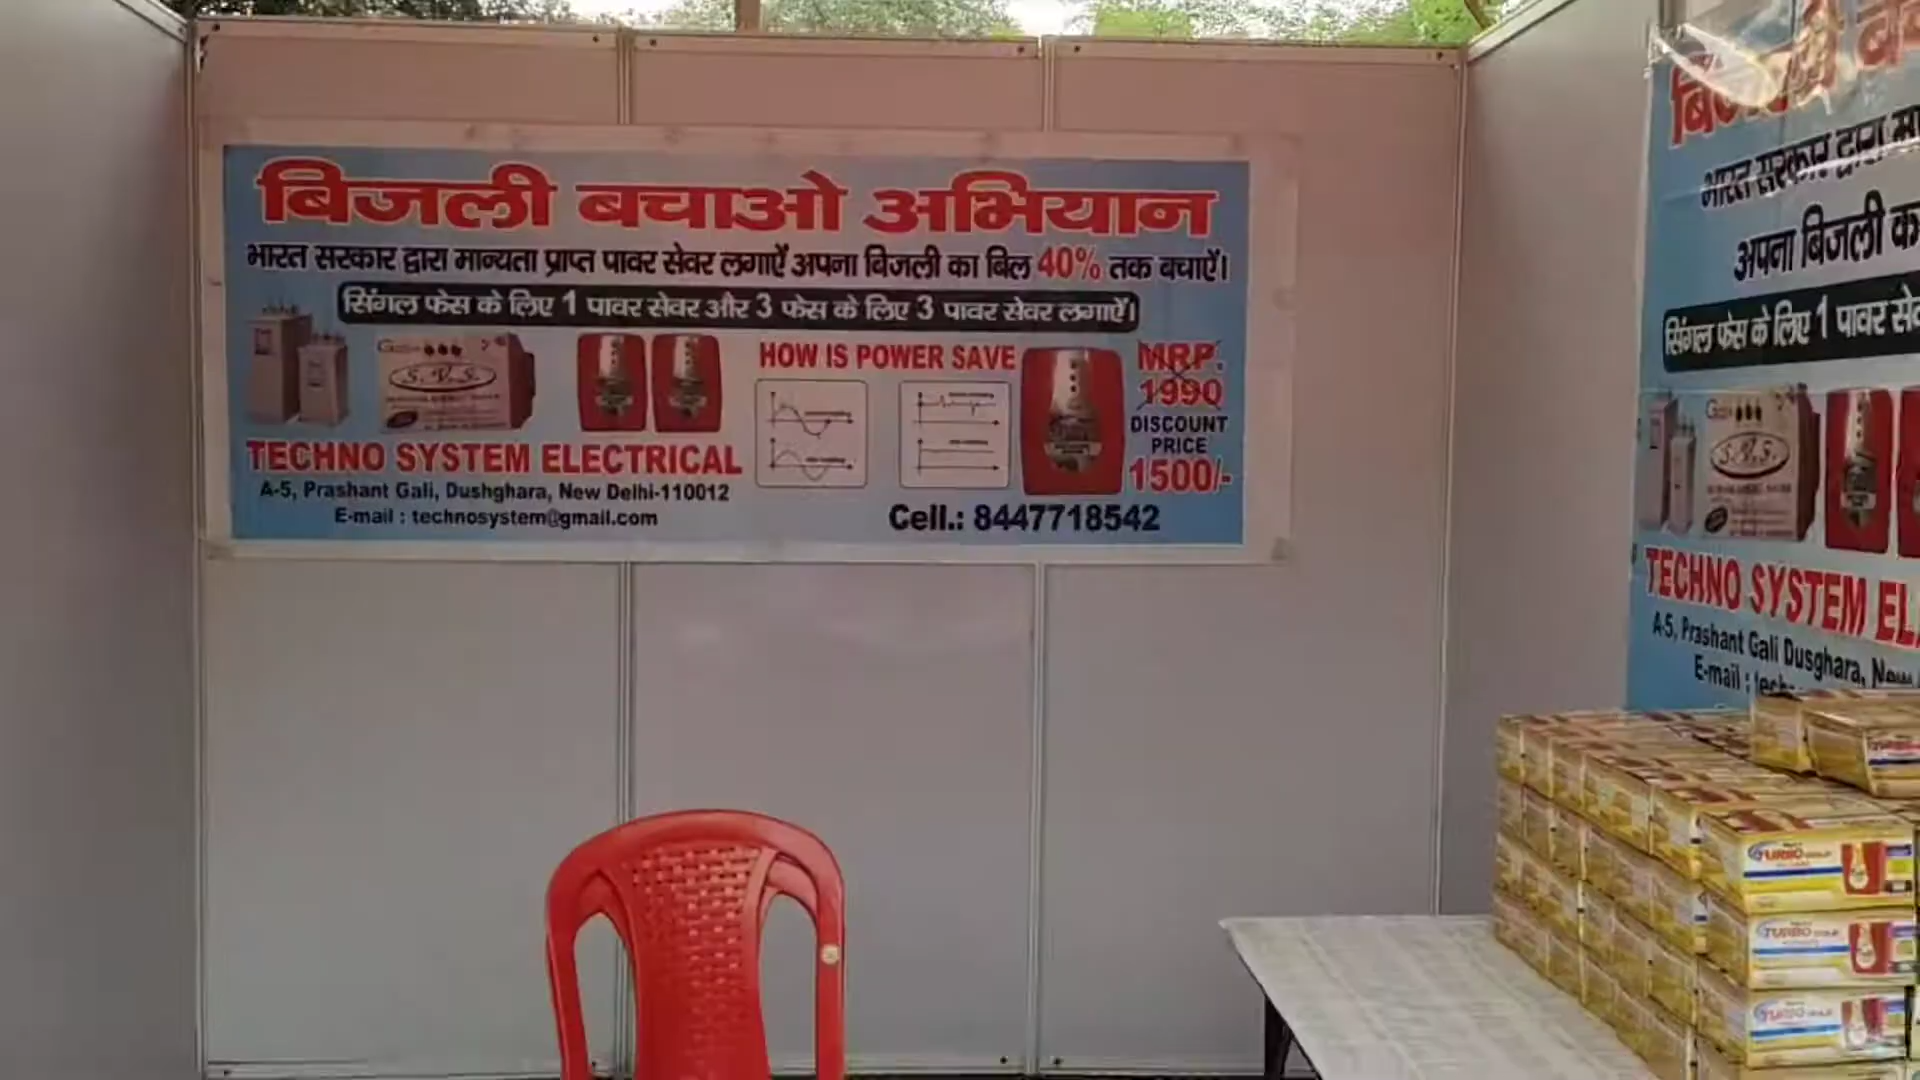 बिजली बचाओ अभियान
भारत सरकार द्वारा मान्यता प्राप्त पावर सेवर लगाऐं अपना बिजली का बिल 40% तक बचाऐं।
सिंगल फेस के लिए 1 पावर सेवर और 3 फेस के लिए 3 पावर सेवर लगाऐं।
S.V.S.
HOW IS POWER SAVE
MRP.
1990
DISCOUNT
PRICE
1500/-
TECHNO SYSTEM ELECTRICAL
A-5, Prashant Gali, Dushghara, New Delhi-110012
E-mail : technosystem@gmail.com
Cell.: 8447718542
भारत सरकार द्वारा
अपना बिजली
सिंगल फेस के लिए 1 पावर
S.V.S.
TECHNO SYSTEM
A-5, Prashant Gali Dusghara, New
E-mail :
TURBO
TURBO
TURBO